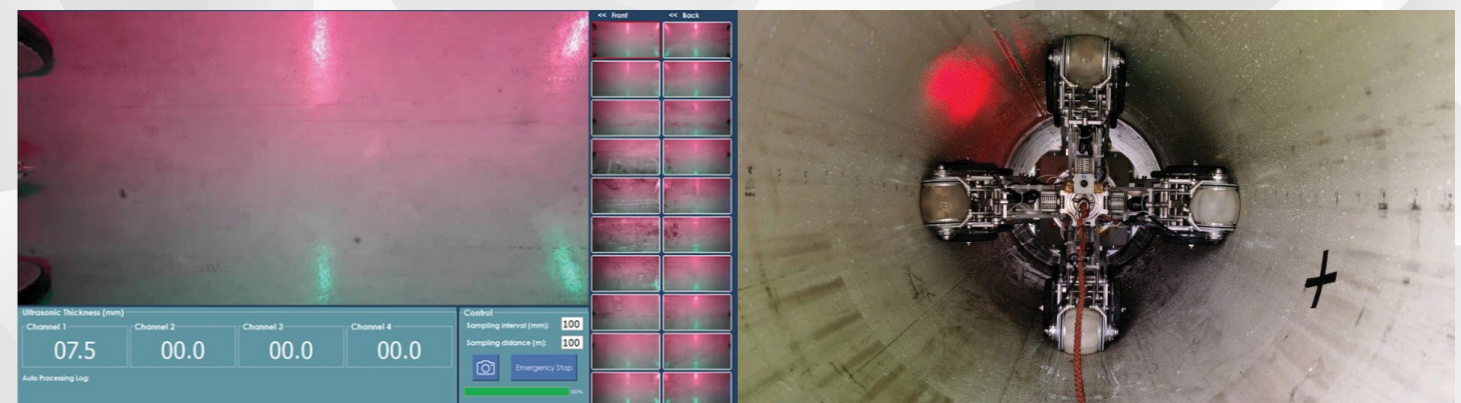 << Front
<< Back
Ultrasonic Thickness (mm)
Channel 1
Channel 2
Channel 3
Channel 4
07.5
00.0
00.0
00.0
Auto Processing Log:
Control
Sampling interval (mm): 100
Sampling distance (m): 100
Emergency Stop